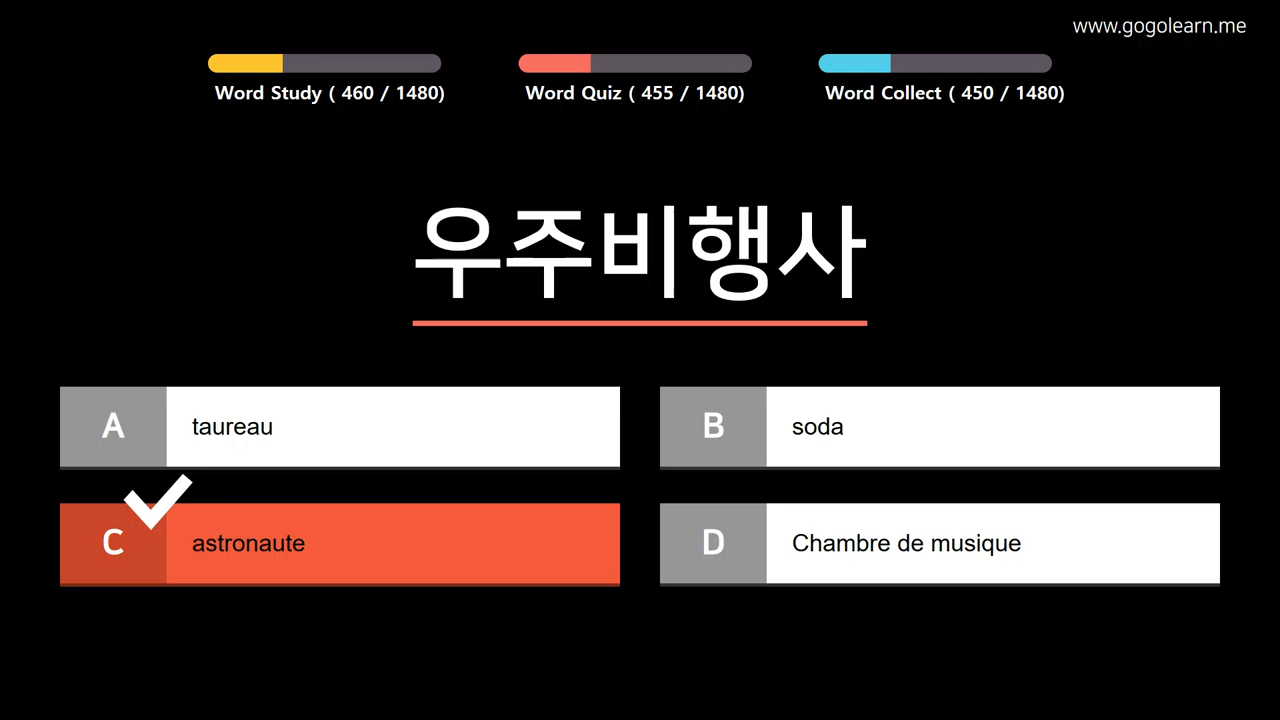 www.gogolearn.me
Word Study ( 460 / 1480)
Word Quiz ( 455 / 1480)
Word Collect ( 450 / 1480)
우주비행사
A
taureau
B
soda
C
astronaute
D
Chambre de musique